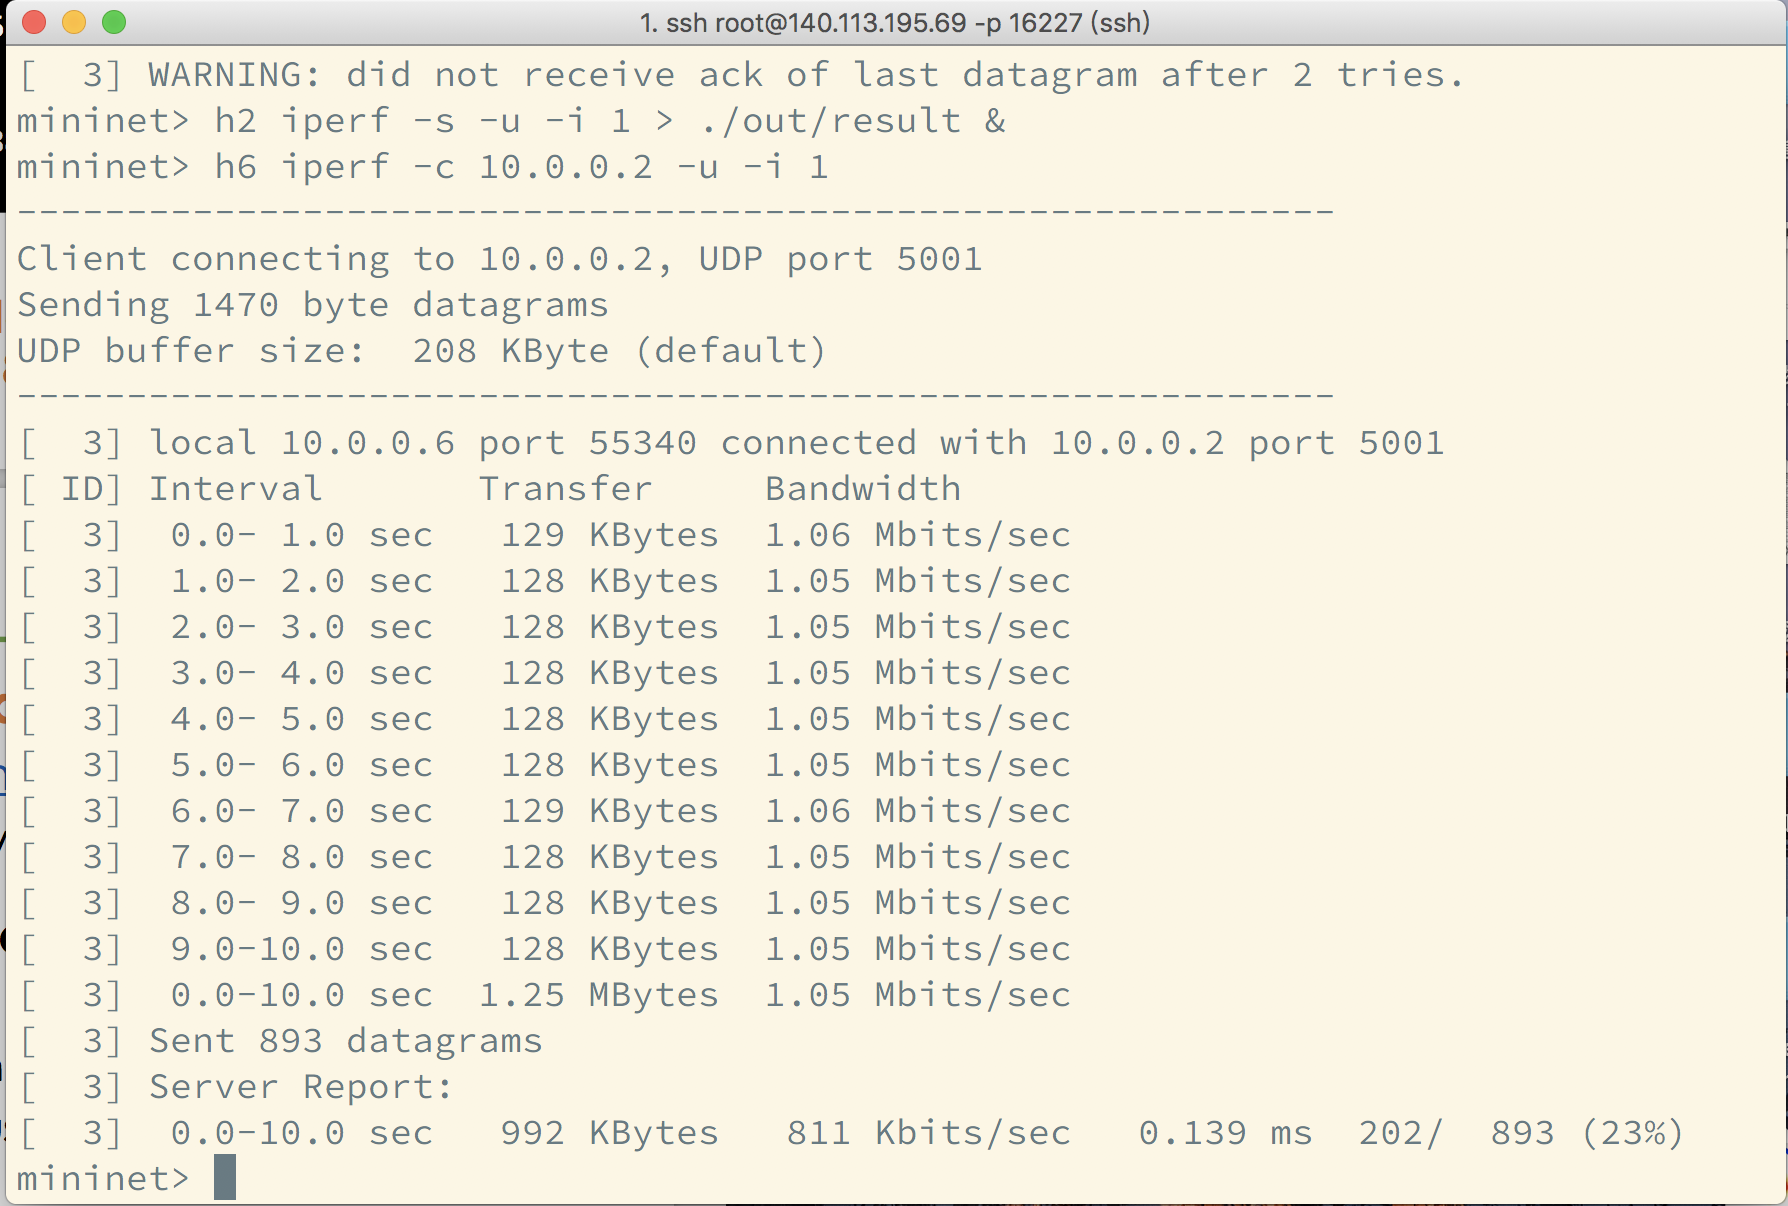 1. ssh root@140.113.195.69 -p 16227 (ssh)
[  3] WARNING: did not receive ack of last datagram after 2 tries.
mininet> h2 iperf -s -u -i 1 > ./out/result &
mininet> h6 iperf -c 10.0.0.2 -u -i 1
------------------------------------------------------------
Client connecting to 10.0.0.2, UDP port 5001
Sending 1470 byte datagrams
UDP buffer size:  208 KByte (default)
------------------------------------------------------------
[  3] local 10.0.0.6 port 55340 connected with 10.0.0.2 port 5001
[ ID] Interval       Transfer     Bandwidth
[  3]  0.0- 1.0 sec   129 KBytes  1.06 Mbits/sec
[  3]  1.0- 2.0 sec   128 KBytes  1.05 Mbits/sec
[  3]  2.0- 3.0 sec   128 KBytes  1.05 Mbits/sec
[  3]  3.0- 4.0 sec   128 KBytes  1.05 Mbits/sec
[  3]  4.0- 5.0 sec   128 KBytes  1.05 Mbits/sec
[  3]  5.0- 6.0 sec   128 KBytes  1.05 Mbits/sec
[  3]  6.0- 7.0 sec   129 KBytes  1.06 Mbits/sec
[  3]  7.0- 8.0 sec   128 KBytes  1.05 Mbits/sec
[  3]  8.0- 9.0 sec   128 KBytes  1.05 Mbits/sec
[  3]  9.0-10.0 sec   128 KBytes  1.05 Mbits/sec
[  3]  0.0-10.0 sec  1.25 MBytes  1.05 Mbits/sec
[  3] Sent 893 datagrams
[  3] Server Report:
[  3]  0.0-10.0 sec   992 KBytes   811 Kbits/sec   0.139 ms  202/  893 (23%)
mininet>